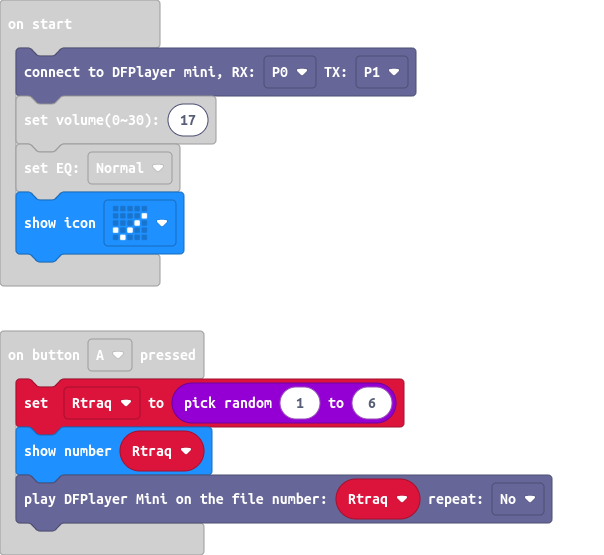 on start
connect to DFPlayer mini, RX: P0 TX: P1
set volume(0~30): 17
set EQ: Normal
show icon
on button A pressed
set Rtraq to pick random 1 to 6
show number Rtraq
play DFPlayer Mini on the file number: Rtraq repeat: No